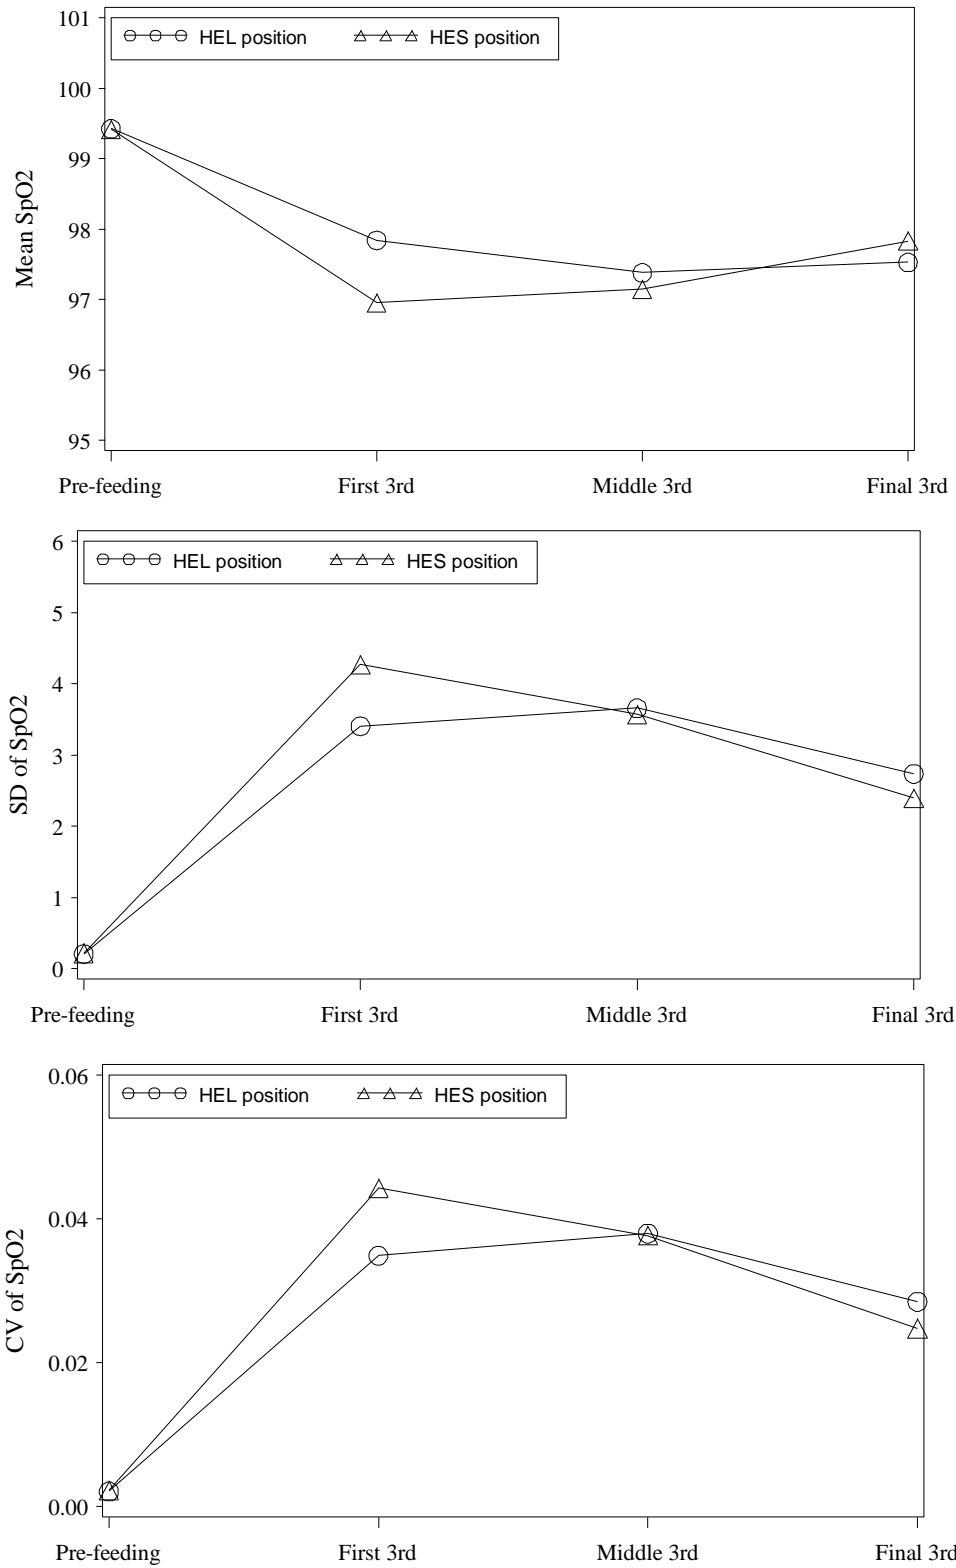 101
HEL position HES position
100
99
98
97
96
95
Mean SpO2
Pre-feeding First 3rd Middle 3rd Final 3rd
6
HEL position HES position
5
4
3
2
1
0
SD of SpO2
Pre-feeding First 3rd Middle 3rd Final 3rd
0.06
HEL position HES position
0.04
0.02
0.00
CV of SpO2
Pre-feeding First 3rd Middle 3rd Final 3rd